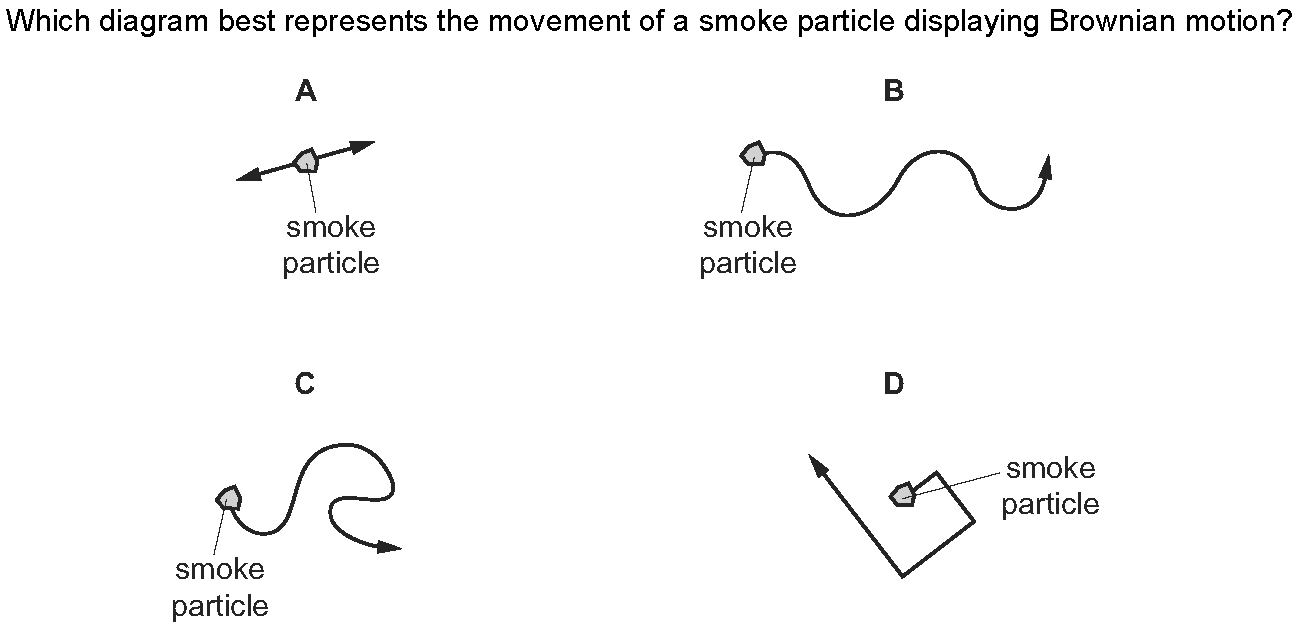 Which diagram best represents the movement of a smoke particle displaying Brownian motion?
A
smoke
particle
B
smoke
particle
C
smoke
particle
D
smoke
particle